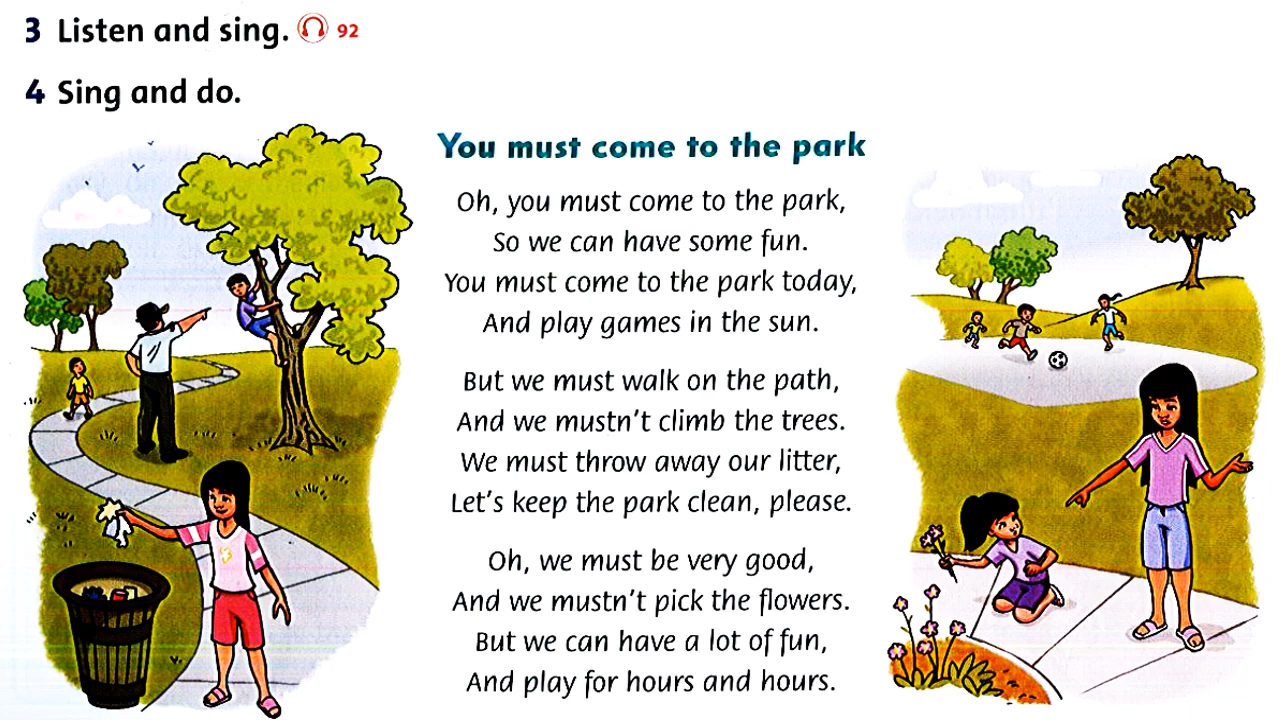 3 Listen and sing. 92
4 Sing and do.
You must come to the park
Oh, you must come to the park,
So we can have some fun.
You must come to the park today,
And play games in the sun.
But we must walk on the path,
And we mustn't climb the trees.
We must throw away our litter,
Let's keep the park clean, please.
Oh, we must be very good,
And we mustn't pick the flowers.
But we can have a lot of fun,
And play for hours and hours.